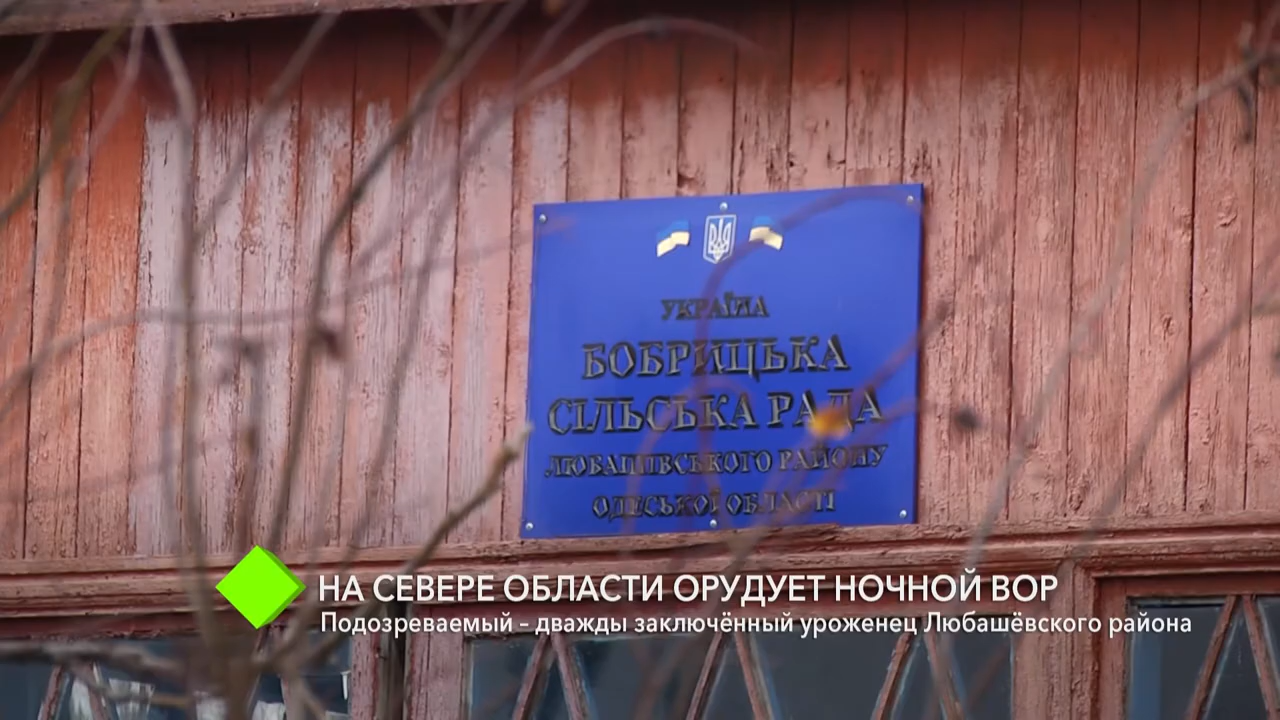 УКРАЇНА
БОБРИЦЬКА
СІЛЬСЬКА РАДА
ЛЮБАШІВСЬКОГО РАЙОНУ
ОДЕСЬКОЇ ОБЛАСТІ
НА СЕВЕРЕ ОБЛАСТИ ОРУДУЕТ НОЧНОЙ ВОР
Подозреваемый - дважды заключённый уроженец Любашёвского района